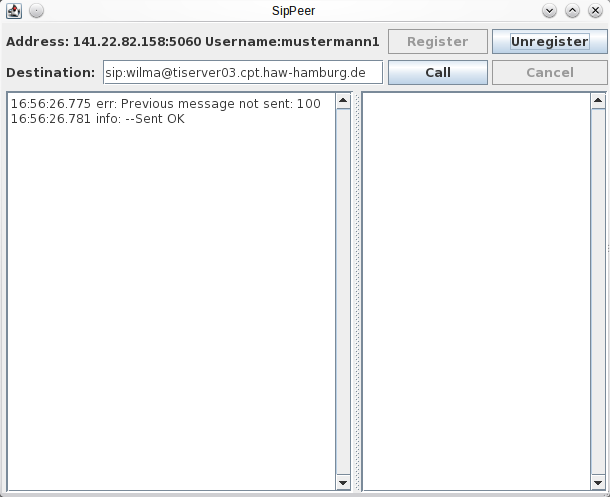 SipPeer
Address: 141.22.82.158:5060 Username:mustermann1 Register Unregister
Destination: sip:wilma@tiserver03.cpt.haw-hamburg.de Call Cancel
16:56:26.775 err: Previous message not sent: 100
16:56:26.781 info: --Sent OK